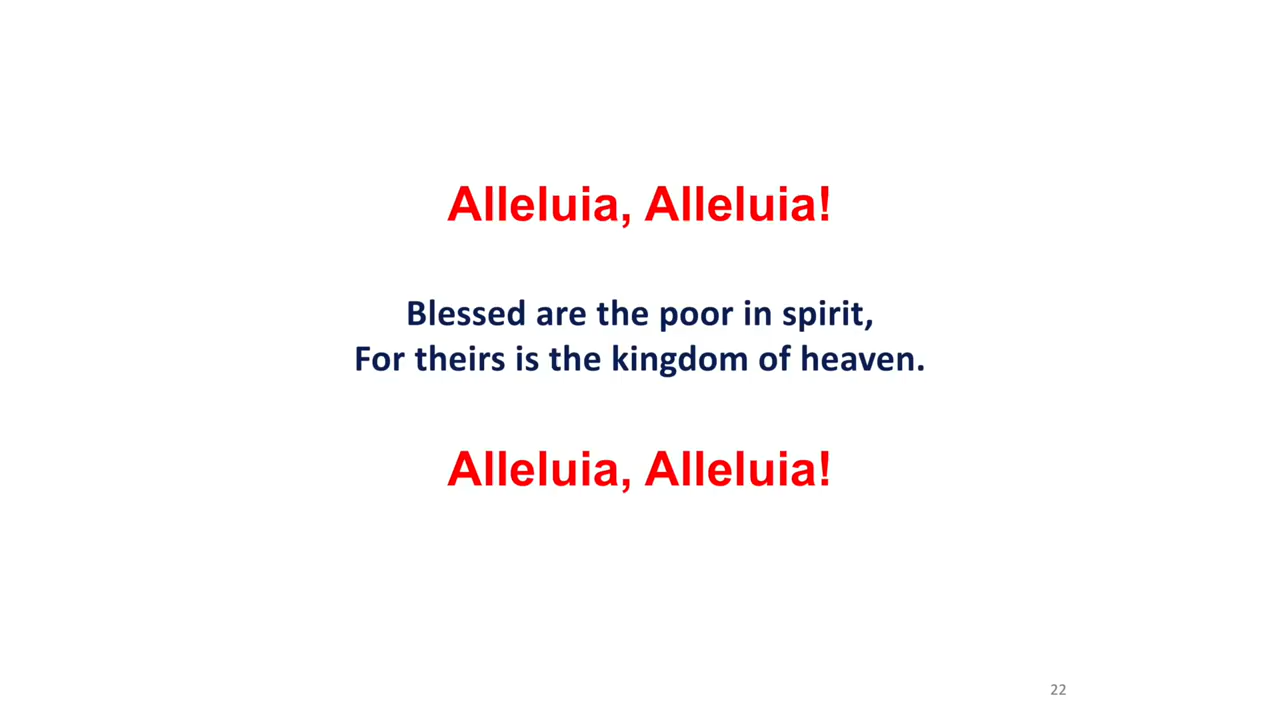 Alleluia, Alleluia!
Blessed are the poor in spirit,
For theirs is the kingdom of heaven.
Alleluia, Alleluia!
22